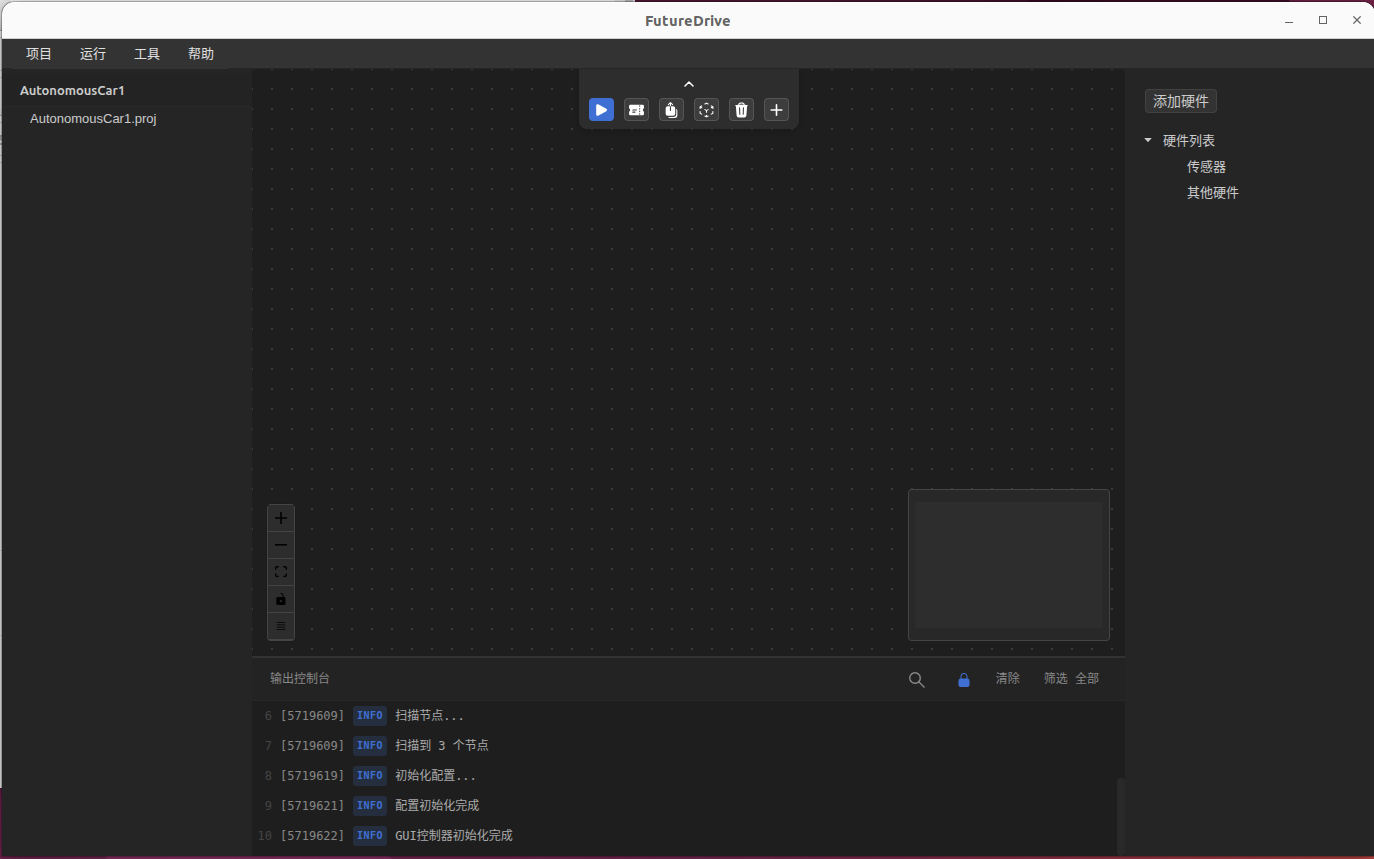 FutureDrive
项目 运行 工具 帮助
AutonomousCar1
AutonomousCar1.proj
添加硬件
硬件列表
传感器
其他硬件
输出控制台 清除 筛选 全部
6 [5719609] INFO 扫描节点...
7 [5719609] INFO 扫描到 3 个节点
8 [5719619] INFO 初始化配置...
9 [5719621] INFO 配置初始化完成
10 [5719622] INFO GUI控制器初始化完成